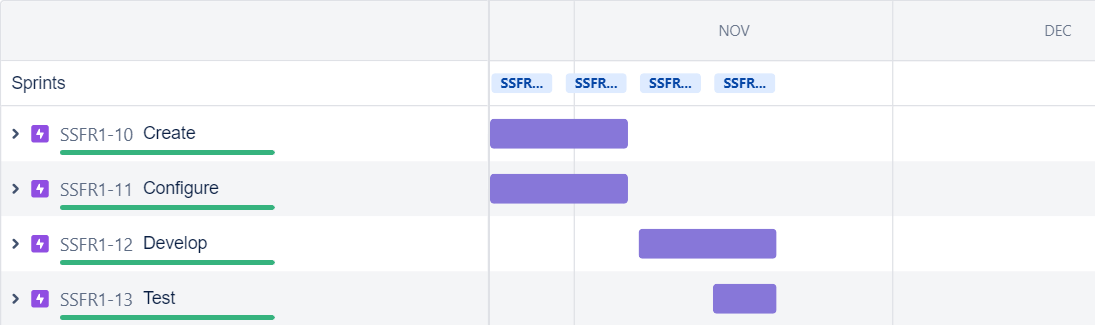 NOV DEC
Sprints SSFR... SSFR... SSFR... SSFR...
SSFR1-10 Create
SSFR1-11 Configure
SSFR1-12 Develop
SSFR1-13 Test